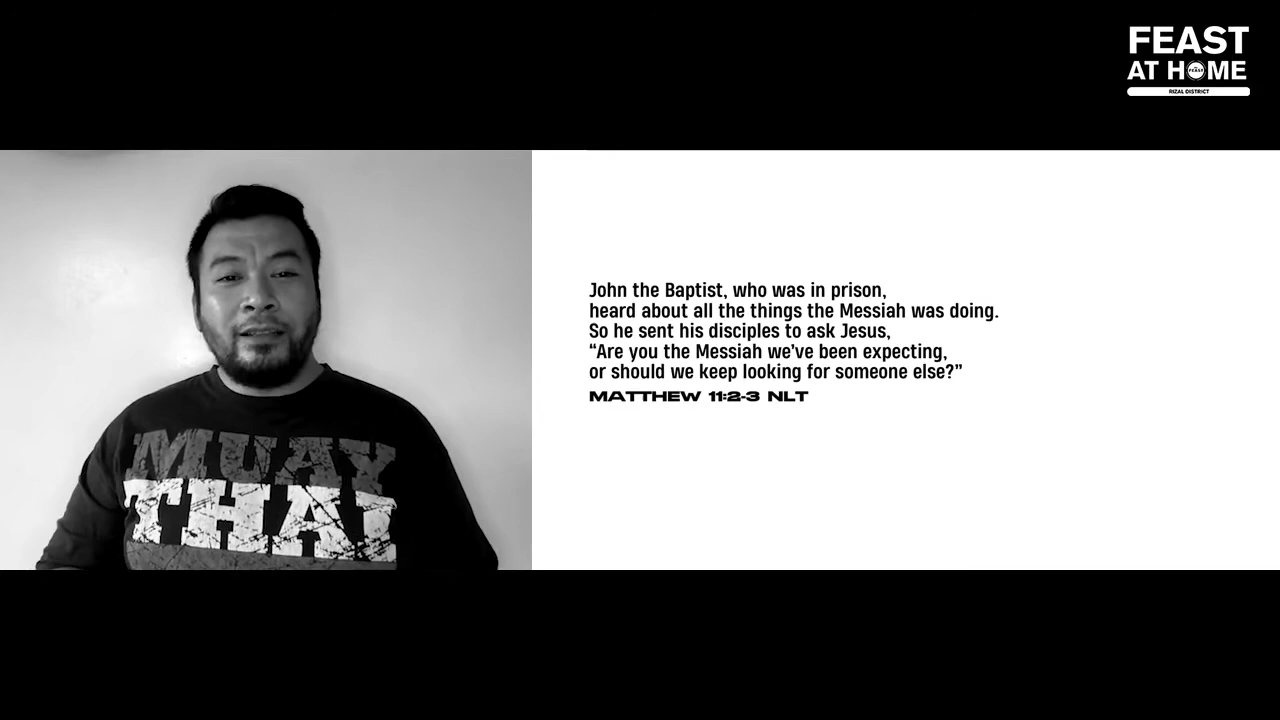 FEAST
AT HOME
RIZAL DISTRICT
John the Baptist, who was in prison,
heard about all the things the Messiah was doing.
So he sent his disciples to ask Jesus,
“Are you the Messiah we’ve been expecting,
or should we keep looking for someone else?”
MATTHEW 11:2-3 NLT
MUAY
THAI